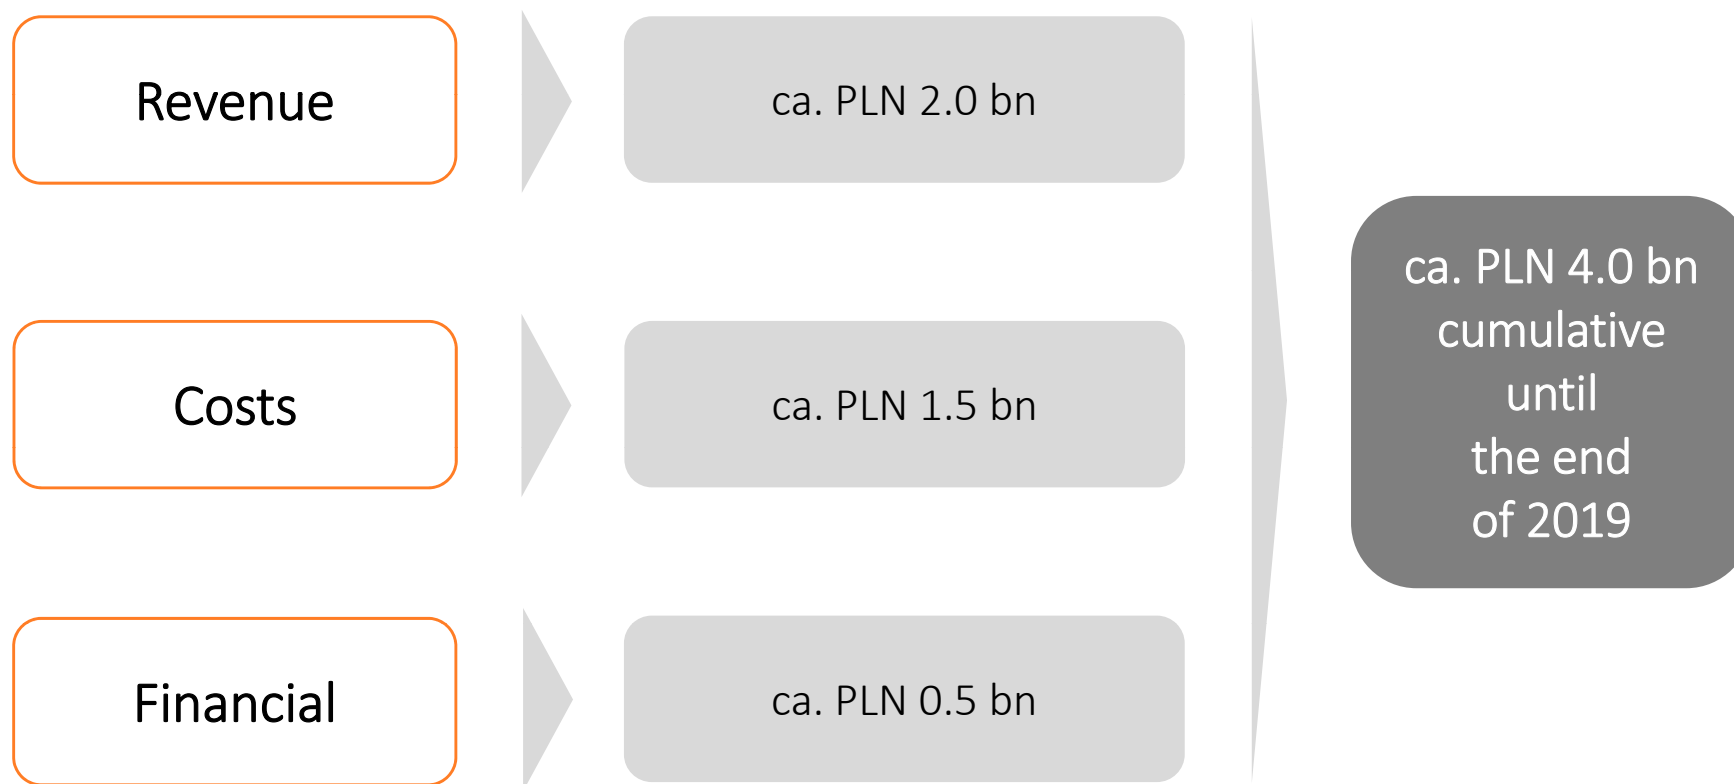 Revenue
ca. PLN 2.0 bn
Costs
ca. PLN 1.5 bn
Financial
ca. PLN 0.5 bn
ca. PLN 4.0 bn
cumulative
until
the end
of 2019